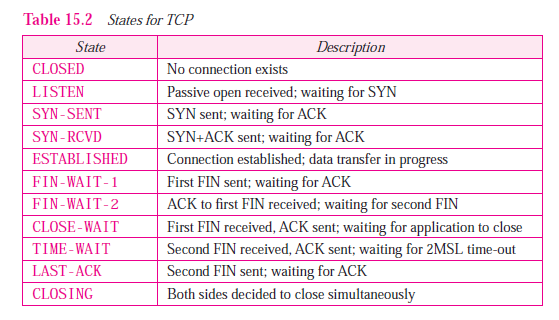 Table 15.2 States for TCP
State Description
CLOSED No connection exists
LISTEN Passive open received; waiting for SYN
SYN-SENT SYN sent; waiting for ACK
SYN-RCVD SYN+ACK sent; waiting for ACK
ESTABLISHED Connection established; data transfer in progress
FIN-WAIT-1 First FIN sent; waiting for ACK
FIN-WAIT-2 ACK to first FIN received; waiting for second FIN
CLOSE-WAIT First FIN received, ACK sent; waiting for application to close
TIME-WAIT Second FIN received, ACK sent; waiting for 2MSL time-out
LAST-ACK Second FIN sent; waiting for ACK
CLOSING Both sides decided to close simultaneously